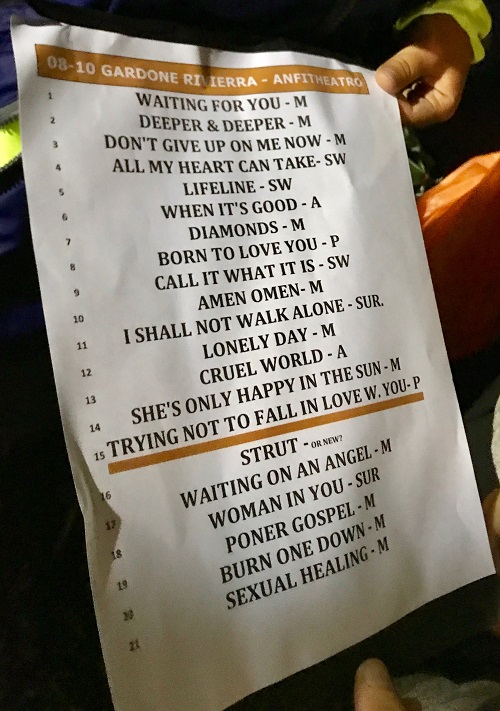 08-10 GARDONE RIVIERRA - ANFITHEATRO
1 WAITING FOR YOU - M
2 DEEPER & DEEPER - M
3 DON'T GIVE UP ON ME NOW - M
4 ALL MY HEART CAN TAKE- SW
5 LIFELINE - SW
6 WHEN IT'S GOOD - A
7 DIAMONDS - M
8 BORN TO LOVE YOU - P
9 CALL IT WHAT IT IS - SW
10 AMEN OMEN- M
11 I SHALL NOT WALK ALONE - SUR.
12 LONELY DAY - M
13 CRUEL WORLD - A
14 SHE'S ONLY HAPPY IN THE SUN - M
15 TRYING NOT TO FALL IN LOVE W. YOU- P
16 STRUT - OR NEW?
17 WAITING ON AN ANGEL - M
18 WOMAN IN YOU - SUR
19 PONER GOSPEL - M
20 BURN ONE DOWN - M
21 SEXUAL HEALING - M